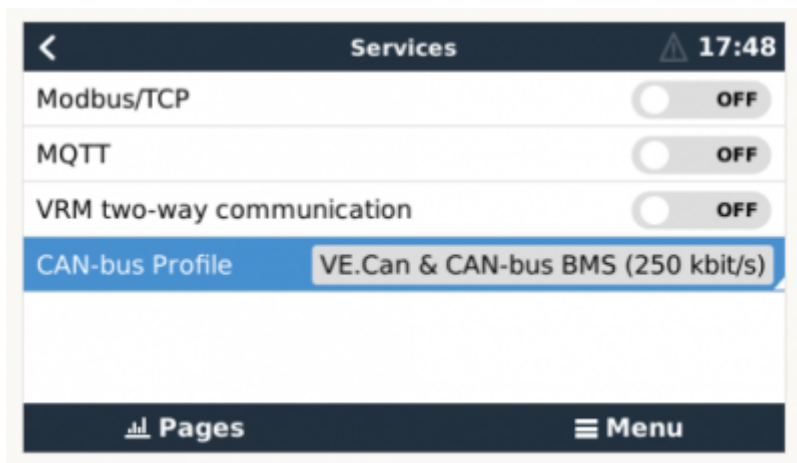 Services 17:48
Modbus/TCP OFF
MQTT OFF
VRM two-way communication OFF
CAN-bus Profile VE.Can & CAN-bus BMS (250 kbit/s)
Pages Menu